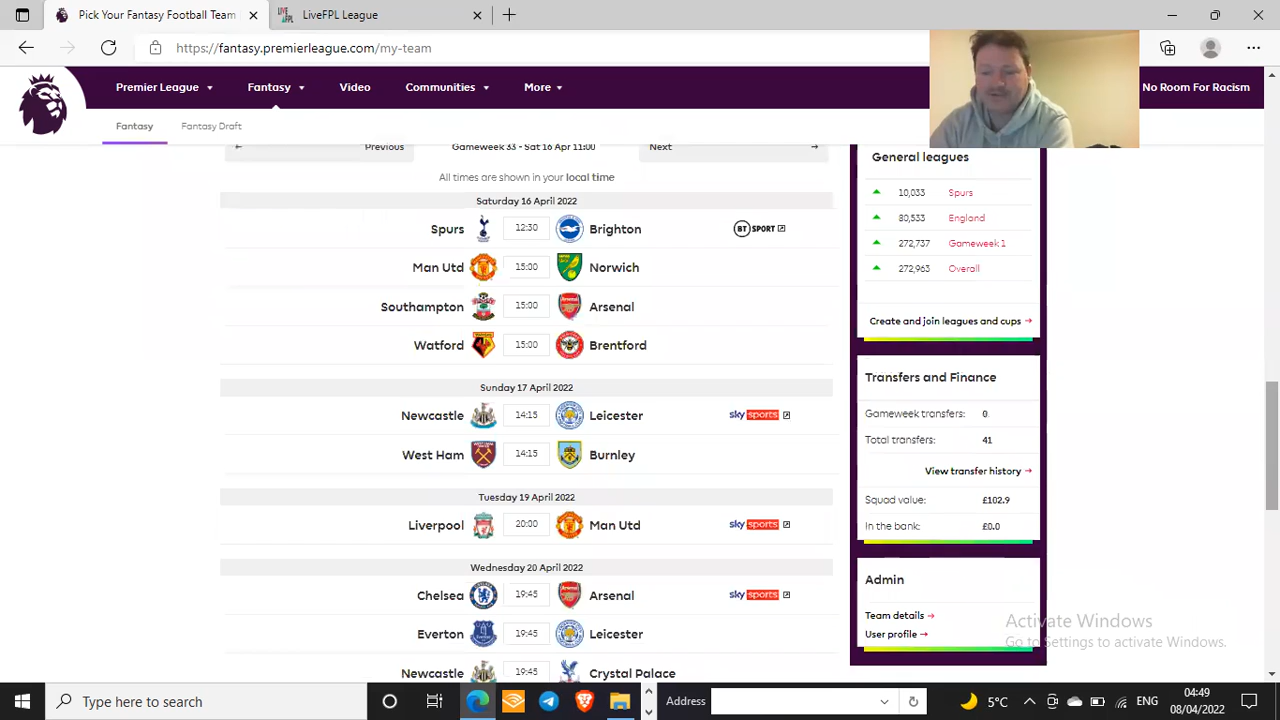 Pick Your Fantasy Football Team
LiveFPL League
https://fantasy.premierleague.com/my-team
Premier League Fantasy Video Communities More No Room For Racism
Fantasy Fantasy Draft
Previous Gameweek 33 - Sat 16 Apr 11:00 Next
All times are shown in your local time
Saturday 16 April 2022
Spurs 12:30 Brighton BT SPORT
Man Utd 15:00 Norwich
Southampton 15:00 Arsenal
Watford 15:00 Brentford
Sunday 17 April 2022
Newcastle 14:15 Leicester sky sports
West Ham 14:15 Burnley
Tuesday 19 April 2022
Liverpool 20:00 Man Utd sky sports
Wednesday 20 April 2022
Chelsea 19:45 Arsenal sky sports
Everton 19:45 Leicester
Newcastle 19:45 Crystal Palace
General leagues
10,033 Spurs
80,533 England
272,737 Gameweek 1
272,963 Overall
Create and join leagues and cups
Transfers and Finance
Gameweek transfers: 0
Total transfers: 41
View transfer history
Squad value: £102.9
In the bank: £0.0
Admin
Team details
User profile
Activate Windows
Go to Settings to activate Windows.
Type here to search
Address
5°C
ENG
04:49
08/04/2022